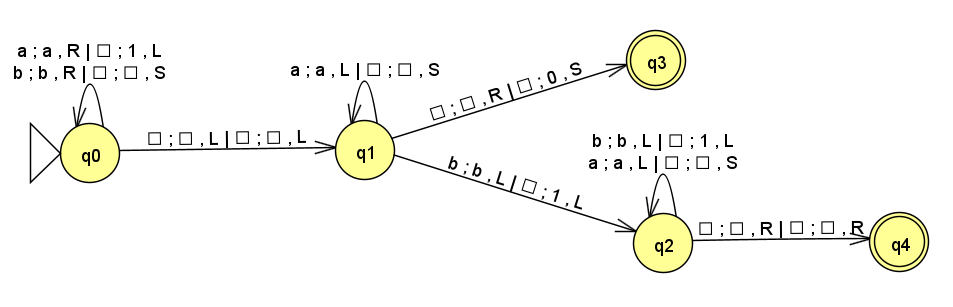 a ; a , R | □ ; 1 , L
b ; b , R | □ ; □ , S
q0
□ ; □ , L | □ ; □ , L
a ; a , L | □ ; □ , S
q1
□ ; □ , R | □ ; 0 , S
q3
b ; b , L | □ ; 1 , L
b ; b , L | □ ; 1 , L
a ; a , L | □ ; □ , S
q2
□ ; □ , R | □ ; □ , R
q4